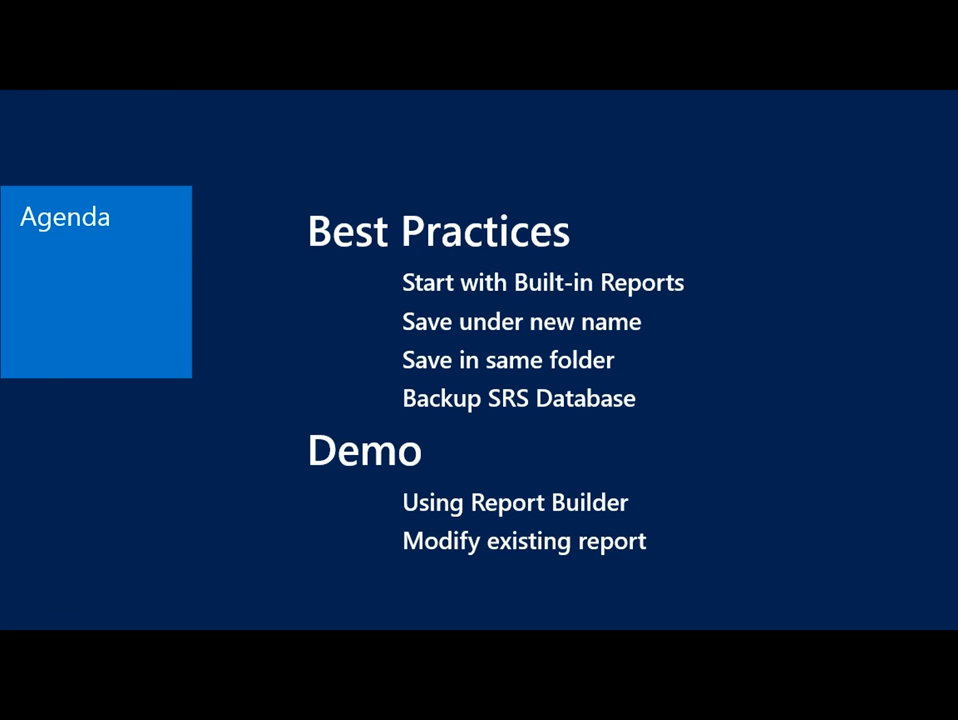 Agenda
Best Practices
Start with Built-in Reports
Save under new name
Save in same folder
Backup SRS Database
Demo
Using Report Builder
Modify existing report